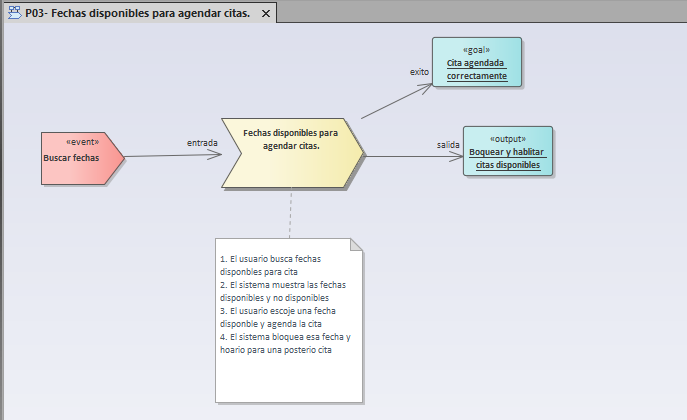 P03- Fechas disponibles para agendar citas.
«goal»
Cita agendada
correctamente
exito
«event»
Buscar fechas
entrada
Fechas disponibles para
agendar citas.
salida
«output»
Boquear y hablitar
citas disponibles
1. El usuario busca fechas
disponbles para cita
2. El sistema muestra las fechas
disponibles y no disponibles
3. El usuario escoje una fecha
disponble y agenda la cita
4. El sistema bloquea esa fecha y
hoario para una posterio cita